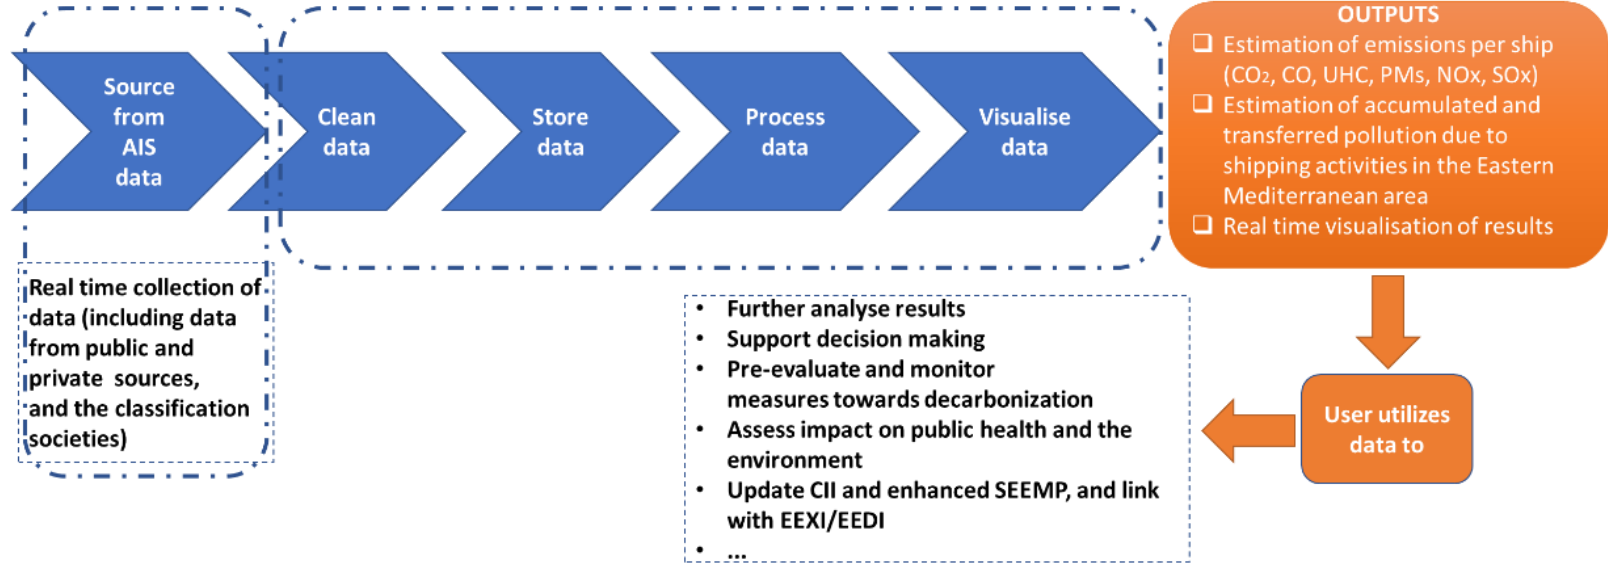 Source
from
AIS
data
Clean
data
Store
data
Process
data
Visualise
data
OUTPUTS
❑ Estimation of emissions per ship
(CO₂, CO, UHC, PMs, NOx, SOx)
❑ Estimation of accumulated and
transferred pollution due to
shipping activities in the Eastern
Mediterranean area
❑ Real time visualisation of results
Real time collection of
data (including data
from public and
private sources,
and the classification
societies)
• Further analyse results
• Support decision making
• Pre-evaluate and monitor
measures towards decarbonization
• Assess impact on public health and the
environment
• Update CII and enhanced SEEMP, and link
with EEXI/EEDI
• ...
User utilizes
data to